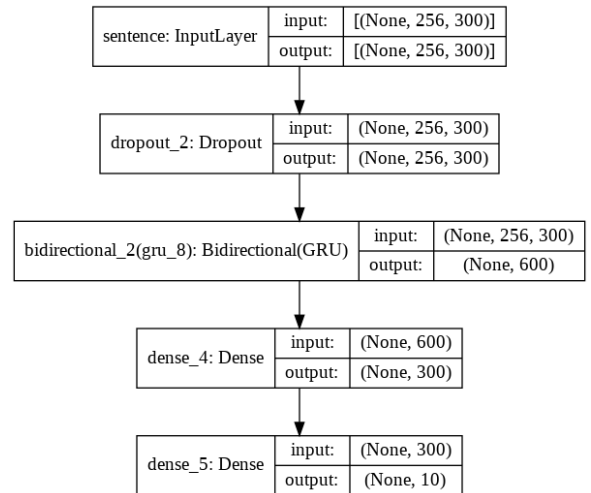 sentence: InputLayer
input: [(None, 256, 300)]
output: [(None, 256, 300)]
dropout_2: Dropout
input: (None, 256, 300)
output: (None, 256, 300)
bidirectional_2(gru_8): Bidirectional(GRU)
input: (None, 256, 300)
output: (None, 600)
dense_4: Dense
input: (None, 600)
output: (None, 300)
dense_5: Dense
input: (None, 300)
output: (None, 10)